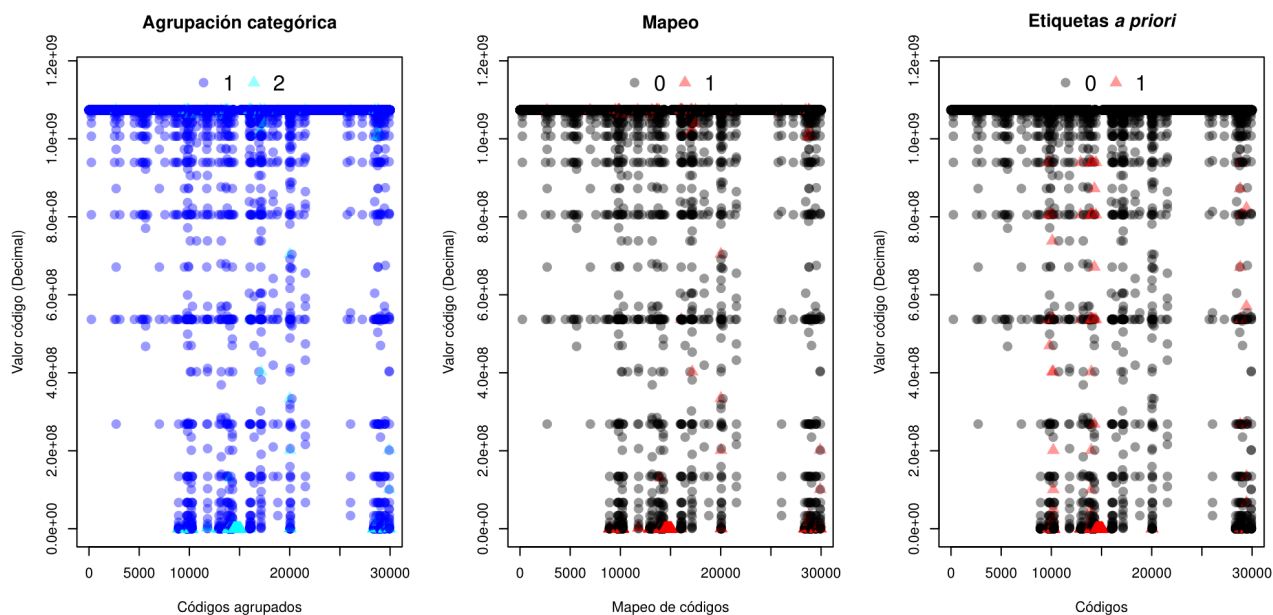 Agrupación categórica
1 2
Valor código (Decimal)
0.0e+00 2.0e+08 4.0e+08 6.0e+08 8.0e+08 1.0e+09 1.2e+09
0 5000 10000 20000 30000
Códigos agrupados
Mapeo
0 1
Valor código (Decimal)
0.0e+00 2.0e+08 4.0e+08 6.0e+08 8.0e+08 1.0e+09 1.2e+09
0 5000 10000 20000 30000
Mapeo de códigos
Etiquetas a priori
0 1
Valor código (Decimal)
0.0e+00 2.0e+08 4.0e+08 6.0e+08 8.0e+08 1.0e+09 1.2e+09
0 5000 10000 20000 30000
Códigos